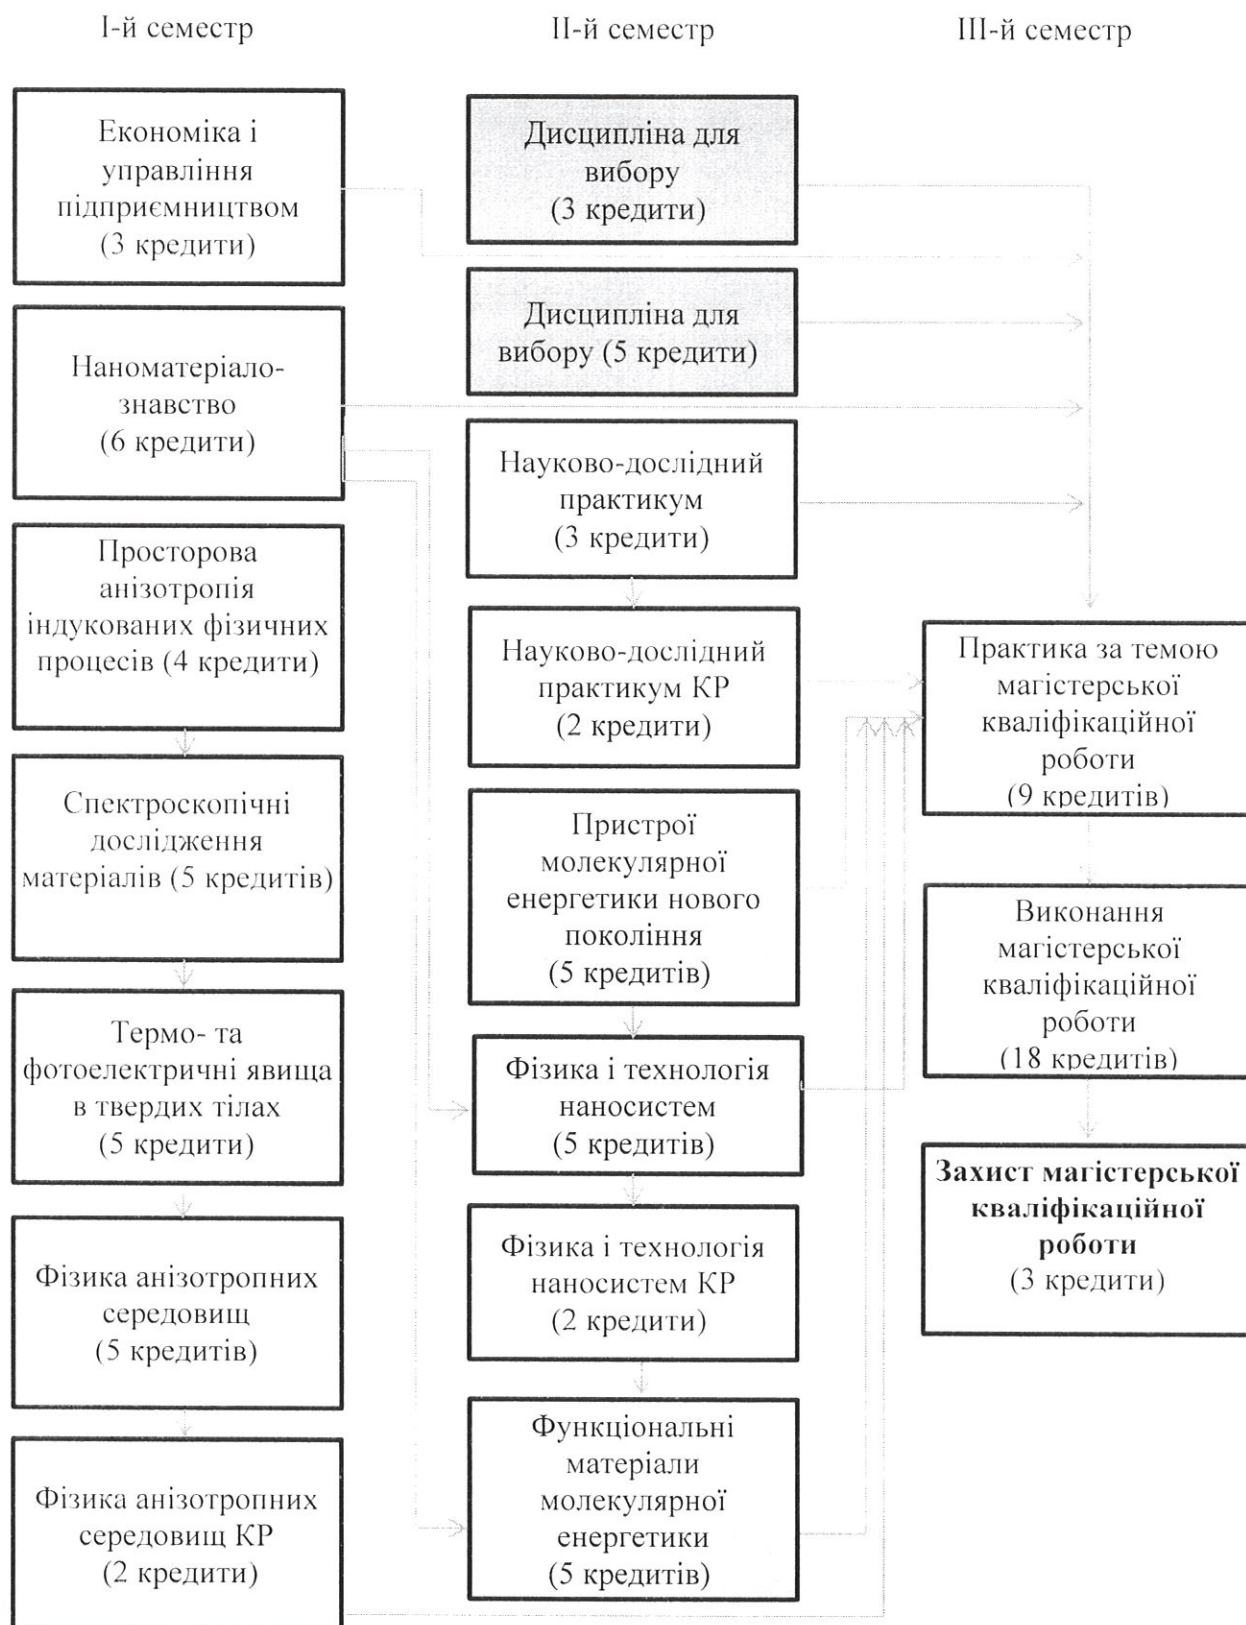 І-й семестр
ІІ-й семестр
ІІІ-й семестр
Економіка і
управління
підприємництвом
(3 кредити)
Наноматеріало-
знавство
(6 кредити)
Просторова
анізотропія
індукованих фізичних
процесів (4 кредити)
Спектроскопічні
дослідження
матеріалів (5 кредитів)
Термо- та
фотоелектричні явища
в твердих тілах
(5 кредити)
Фізика анізотропних
середовищ
(5 кредитів)
Фізика анізотропних
середовищ КР
(2 кредити)
Дисципліна для
вибору
(3 кредити)
Дисципліна для
вибору (5 кредити)
Науково-дослідний
практикум
(3 кредити)
Науково-дослідний
практикум КР
(2 кредити)
Пристрої
молекулярної
енергетики нового
покоління
(5 кредитів)
Фізика і технологія
наносистем
(5 кредитів)
Фізика і технологія
наносистем КР
(2 кредити)
Функціональні
матеріали
молекулярної
енергетики
(5 кредитів)
Практика за темою
магістерської
кваліфікаційної
роботи
(9 кредитів)
Виконання
магістерської
кваліфікаційної
роботи
(18 кредитів)
Захист магістерської
кваліфікаційної
роботи
(3 кредити)